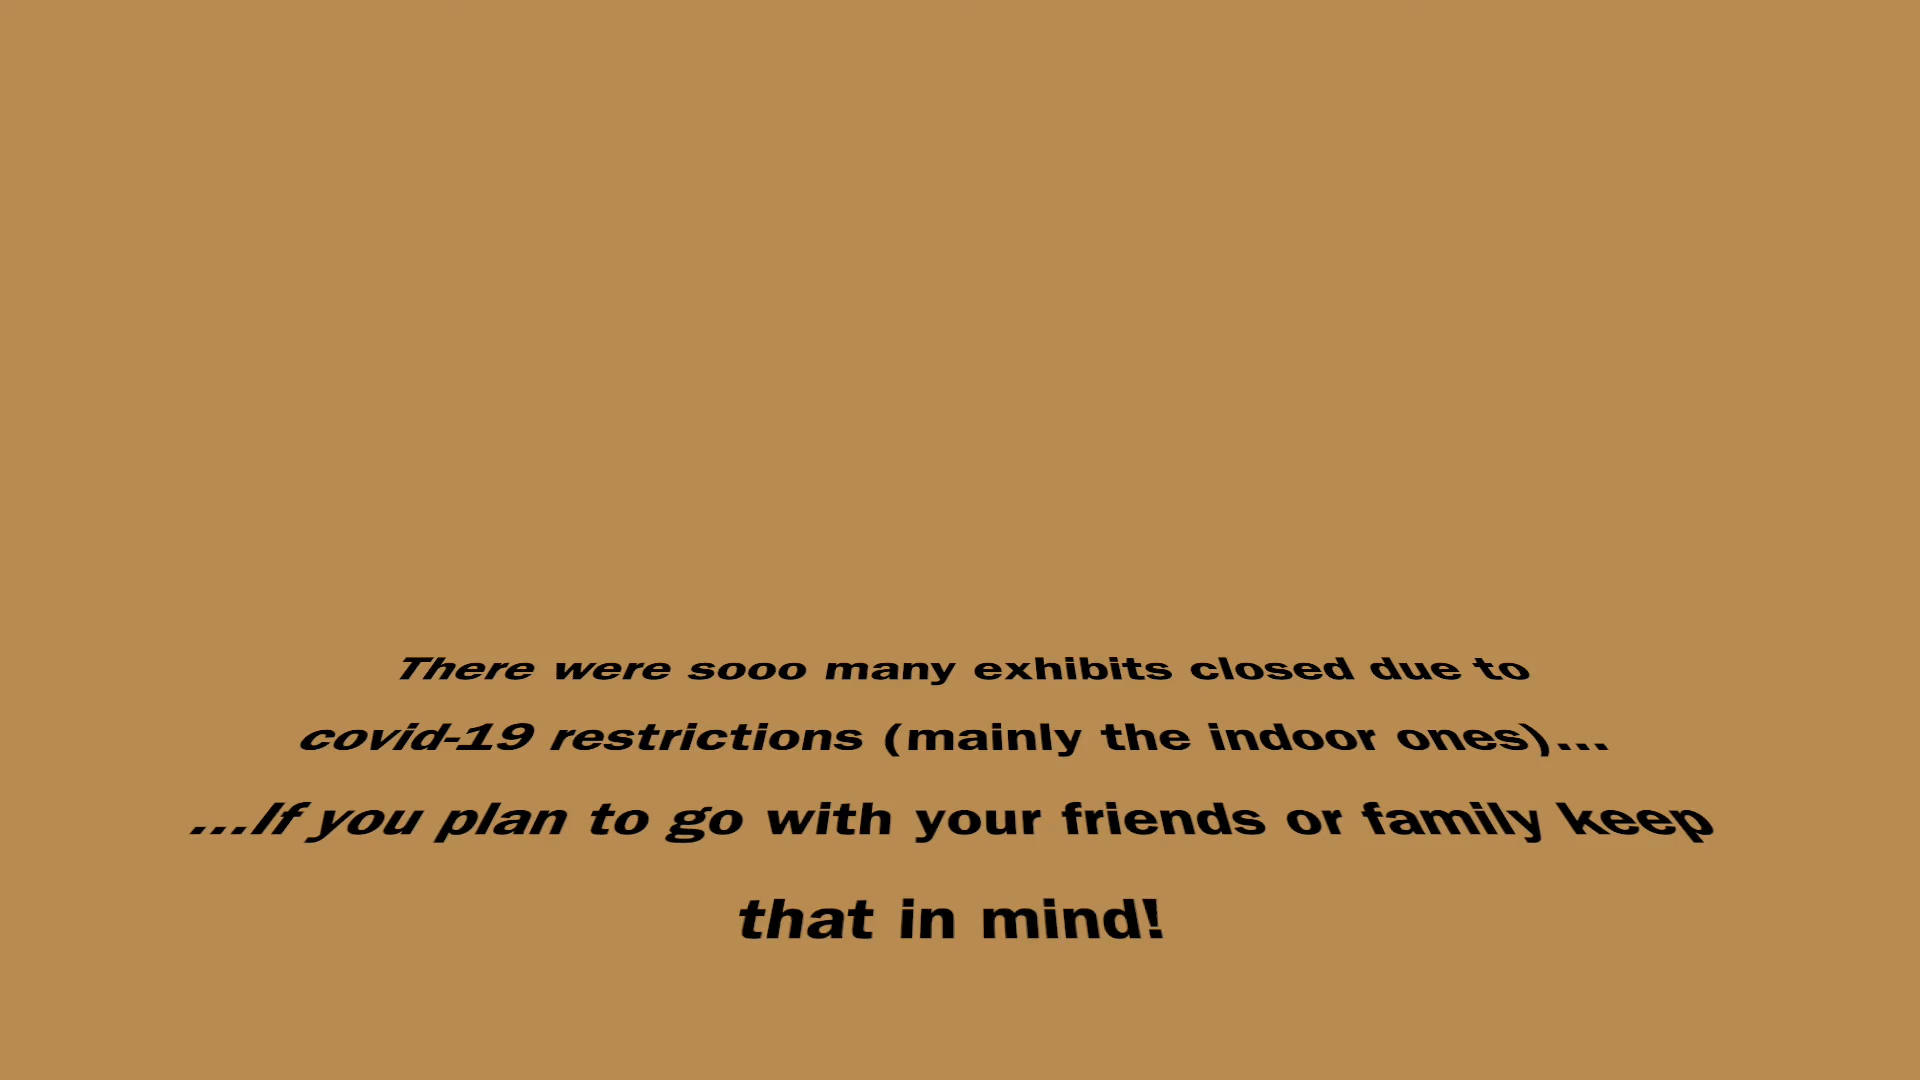 There were sooo many exhibits closed due to
covid-19 restrictions (mainly the indoor ones)...
...If you plan to go with your friends or family keep
that in mind!